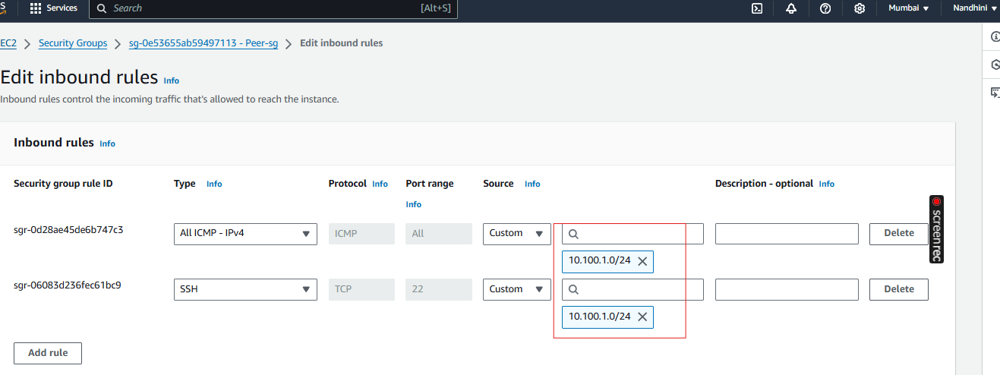 S Services Search [Alt+S] Mumbai Nandhini
EC2 Security Groups sg-0e53655ab59497113 - Peer-sg Edit inbound rules
Edit inbound rules Info
Inbound rules control the incoming traffic that's allowed to reach the instance.
Inbound rules Info
Security group rule ID Type Info Protocol Info Port range Source Info Description - optional Info
Info
sgr-0d28ae45de6b747c3 All ICMP - IPv4 ICMP All Custom Delete
10.100.1.0/24
sgr-06083d236fec61bc9 SSH TCP 22 Custom Delete
10.100.1.0/24
Add rule
screenrec